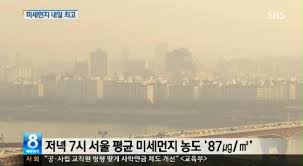 미세먼지 내일 최고
SBS
저녁 7시 서울 평균 미세먼지 농도 '87㎍/㎥'
8 뉴스
사회 "공·사립 교직원 형평 맞게 사학연금 제도 개선" <교육부>